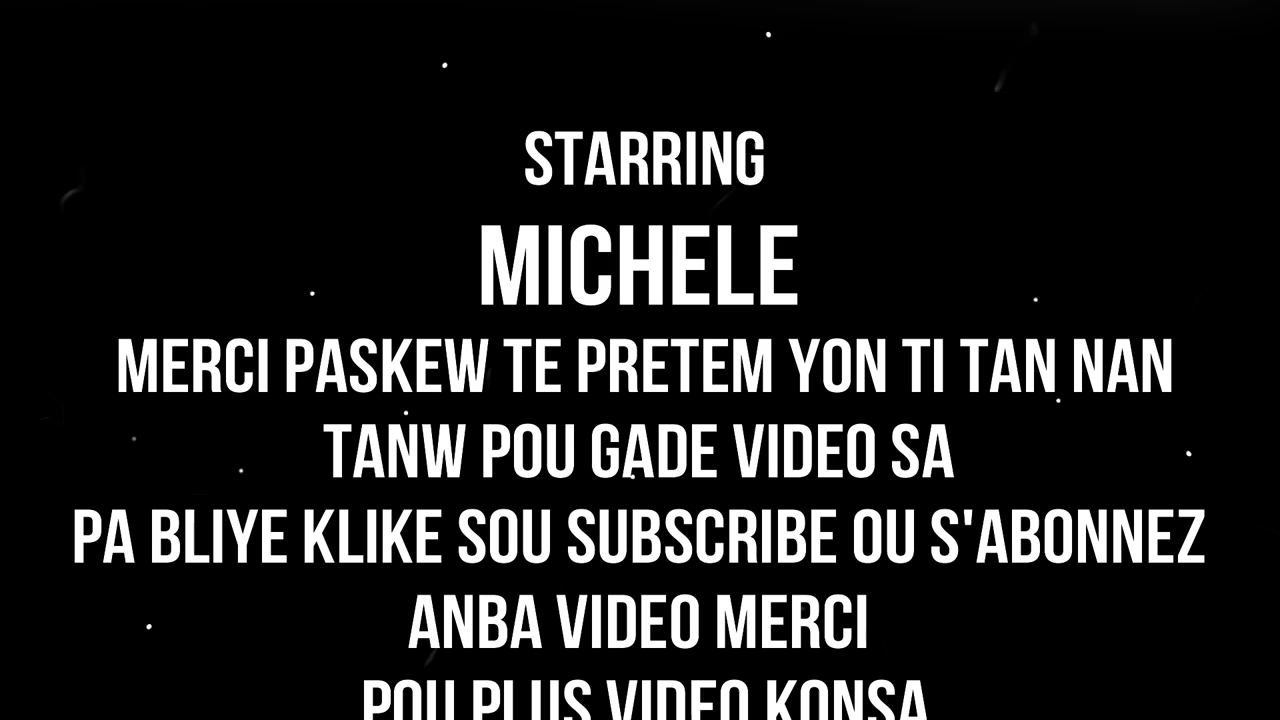 STARRING
MICHELE
MERCI PASKEW TE PRETEM YON TI TAN NAN
TANW POU GADE VIDEO SA
PA BLIYE KLIKE SOU SUBSCRIBE OU S'ABONNEZ
ANBA VIDEO MERCI
POU PLUS VIDEO KONSA